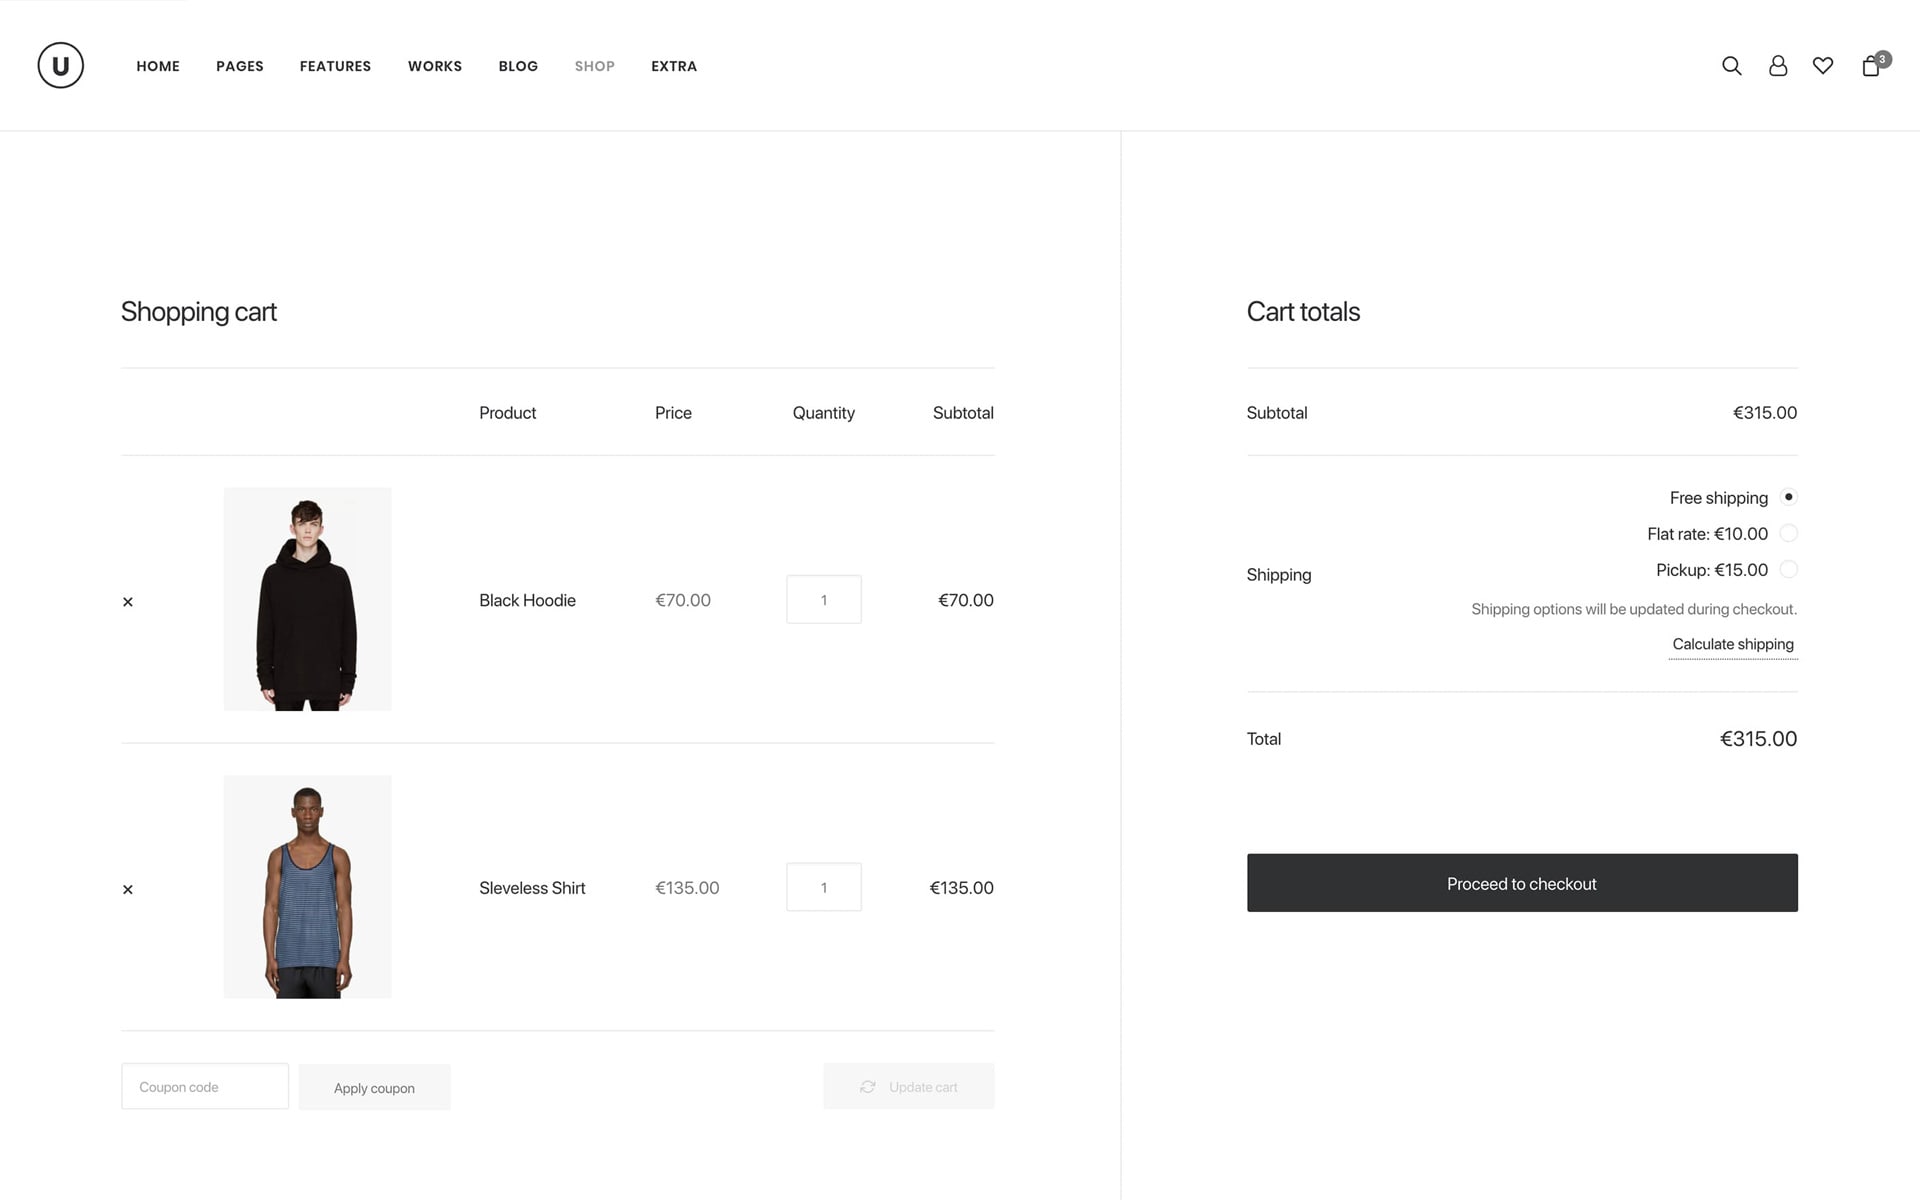 U
HOME PAGES FEATURES WORKS BLOG SHOP EXTRA
3
Shopping cart
Product Price Quantity Subtotal
× Black Hoodie €70.00 1 €70.00
× Sleveless Shirt €135.00 1 €135.00
Coupon code Apply coupon Update cart
Cart totals
Subtotal €315.00
Shipping
Free shipping
Flat rate: €10.00
Pickup: €15.00
Shipping options will be updated during checkout.
Calculate shipping
Total €315.00
Proceed to checkout